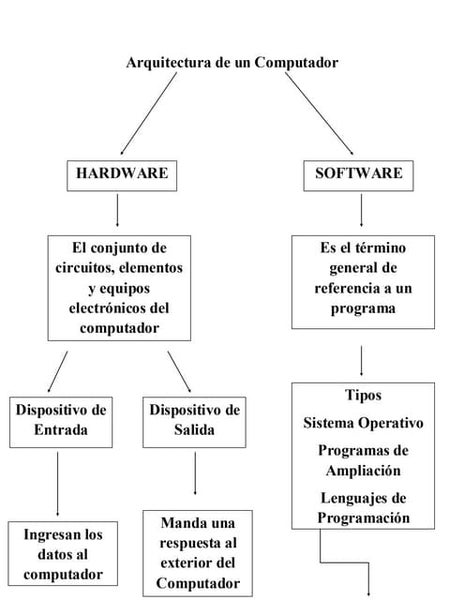 Arquitectura de un Computador
HARDWARE
SOFTWARE
El conjunto de
circuitos, elementos
y equipos
electrónicos del
computador
Es el término
general de
referencia a un
programa
Dispositivo de
Entrada
Dispositivo de
Salida
Tipos
Sistema Operativo
Programas de
Ampliación
Lenguajes de
Programación
Ingresan los
datos al
computador
Manda una
respuesta al
exterior del
Computador